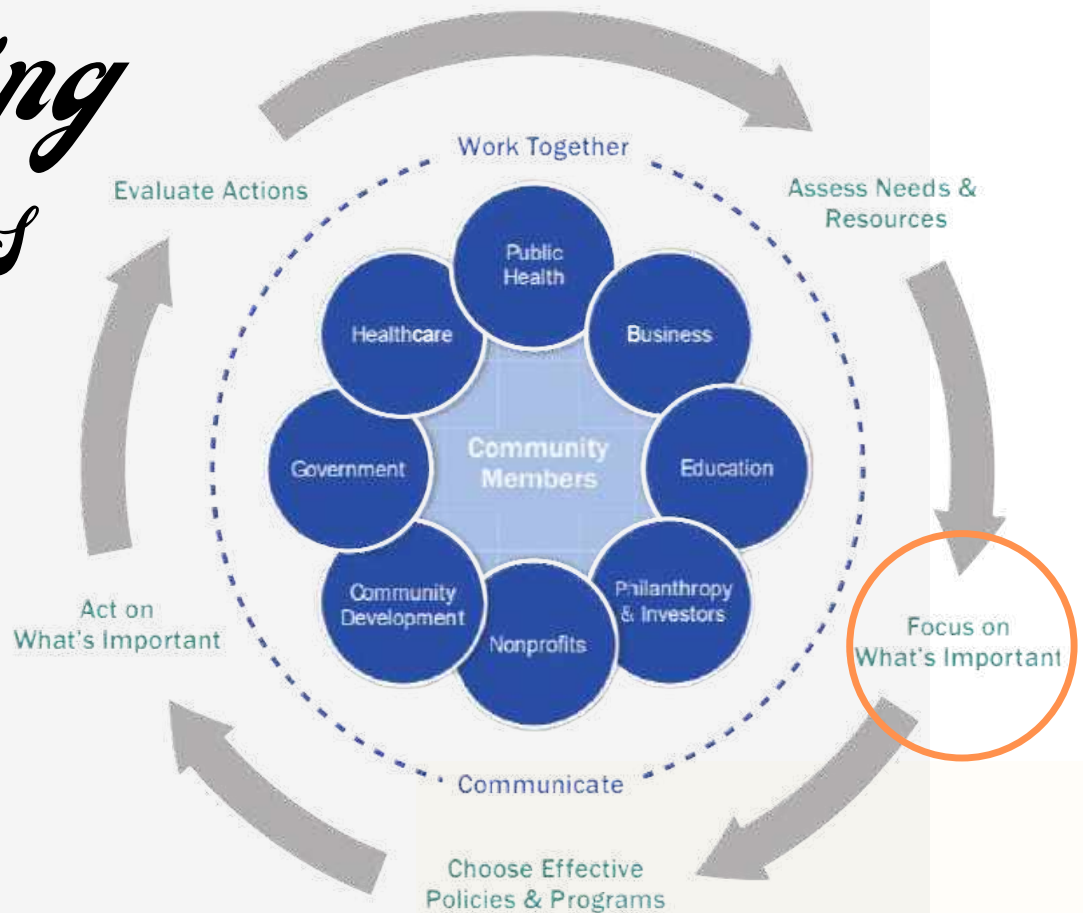 Work Together
Evaluate Actions
Assess Needs &
Resources
Public
Health
Healthcare
Business
Government
Community
Members
Education
Community
Development
Philanthropy
& Investors
Nonprofits
Act on
What's Important
Focus on
What's Important
Communicate
Choose Effective
Policies & Programs